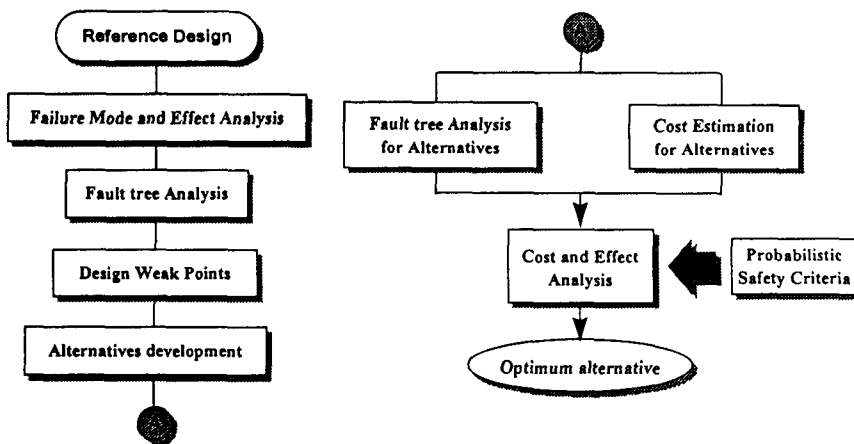 Reference Design
Failure Mode and Effect Analysis
Fault tree Analysis
Design Weak Points
Alternatives development
A
A
Fault tree Analysis
for Alternatives
Cost Estimation
for Alternatives
Cost and Effect
Analysis
Probabilistic
Safety Criteria
Optimum alternative